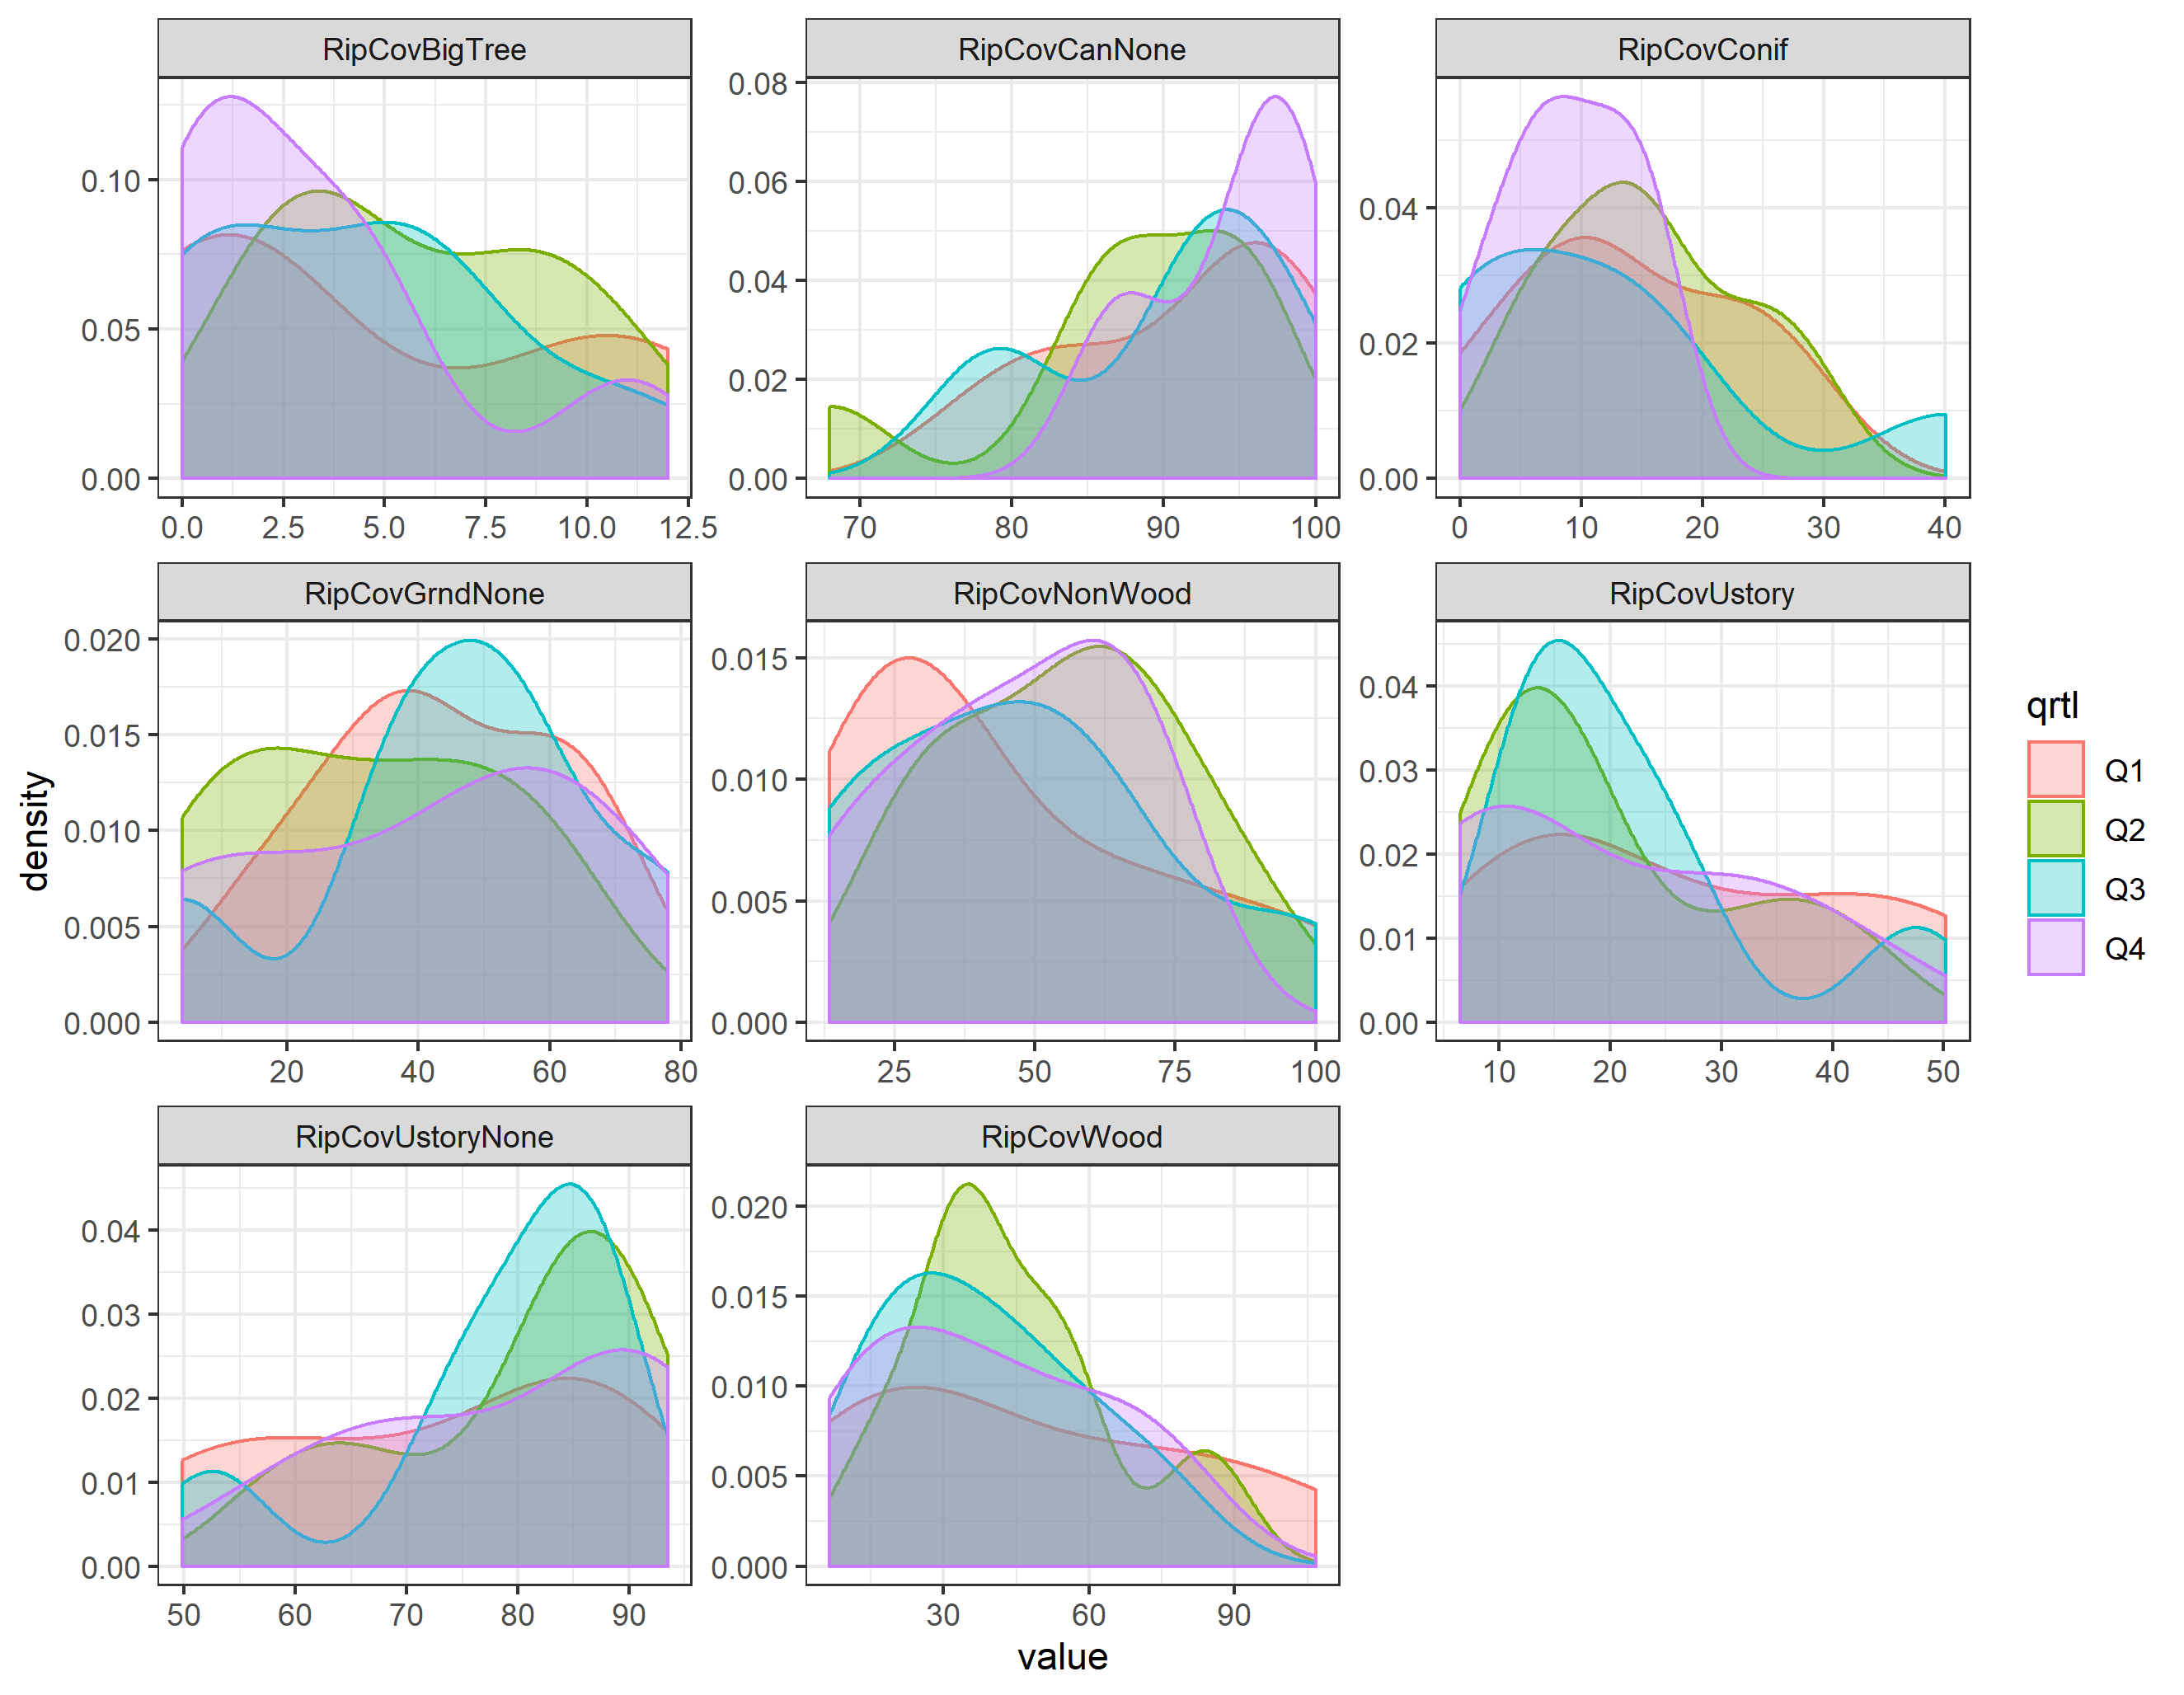 RipCovBigTree
RipCovCanNone
RipCovConif
0.10
0.05
0.00
0.08
0.06
0.04
0.02
0.00
0.04
0.02
0.00
0.0 2.5 5.0 7.5 10.0 12.5
70 80 90 100
0 10 20 30 40
RipCovGrndNone
RipCovNonWood
RipCovUstory
0.020
0.015
0.010
0.005
0.000
0.015
0.010
0.005
0.000
0.04
0.03
0.02
0.01
0.00
20 40 60 80
25 50 75 100
10 20 30 40 50
RipCovUstoryNone
RipCovWood
0.04
0.03
0.02
0.01
0.00
0.020
0.015
0.010
0.005
0.000
50 60 70 80 90
30 60 90
density
value
qrtl
Q1
Q2
Q3
Q4